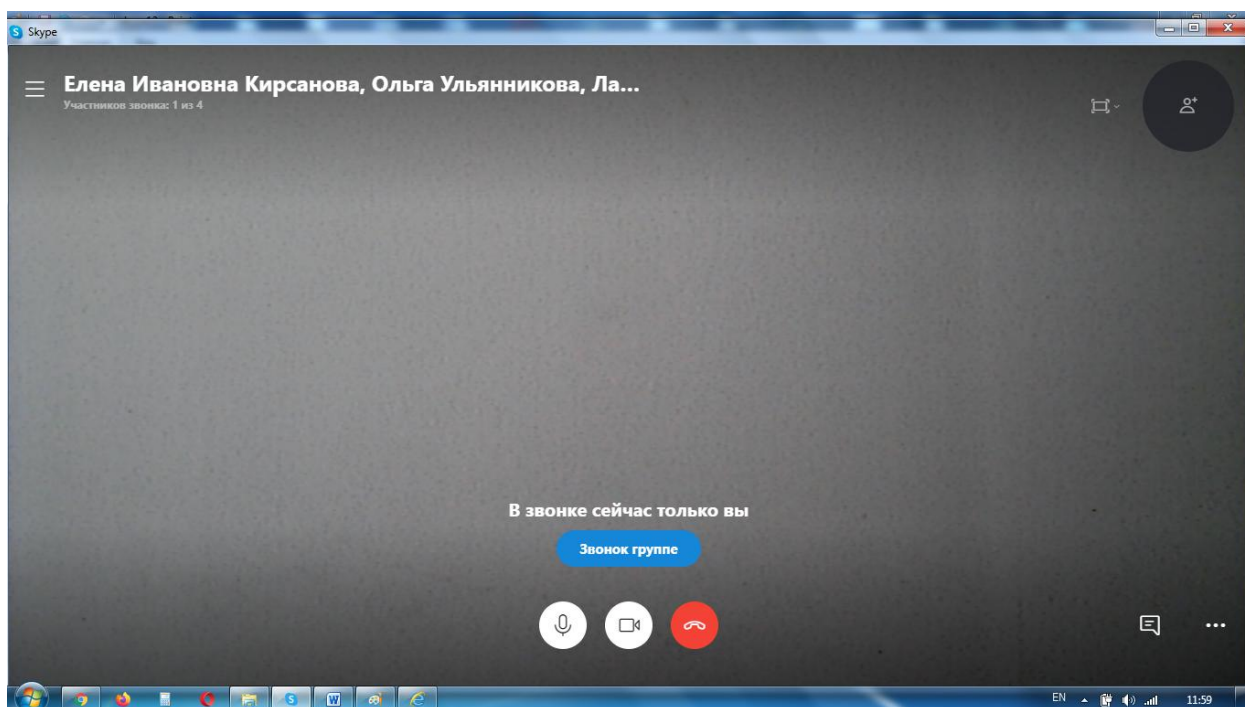 Skype
Елена Ивановна Кирсанова, Ольга Ульянникова, Ла...
Участников звонка: 1 из 4
В звонке сейчас только вы
Звонок группе
EN
11:59